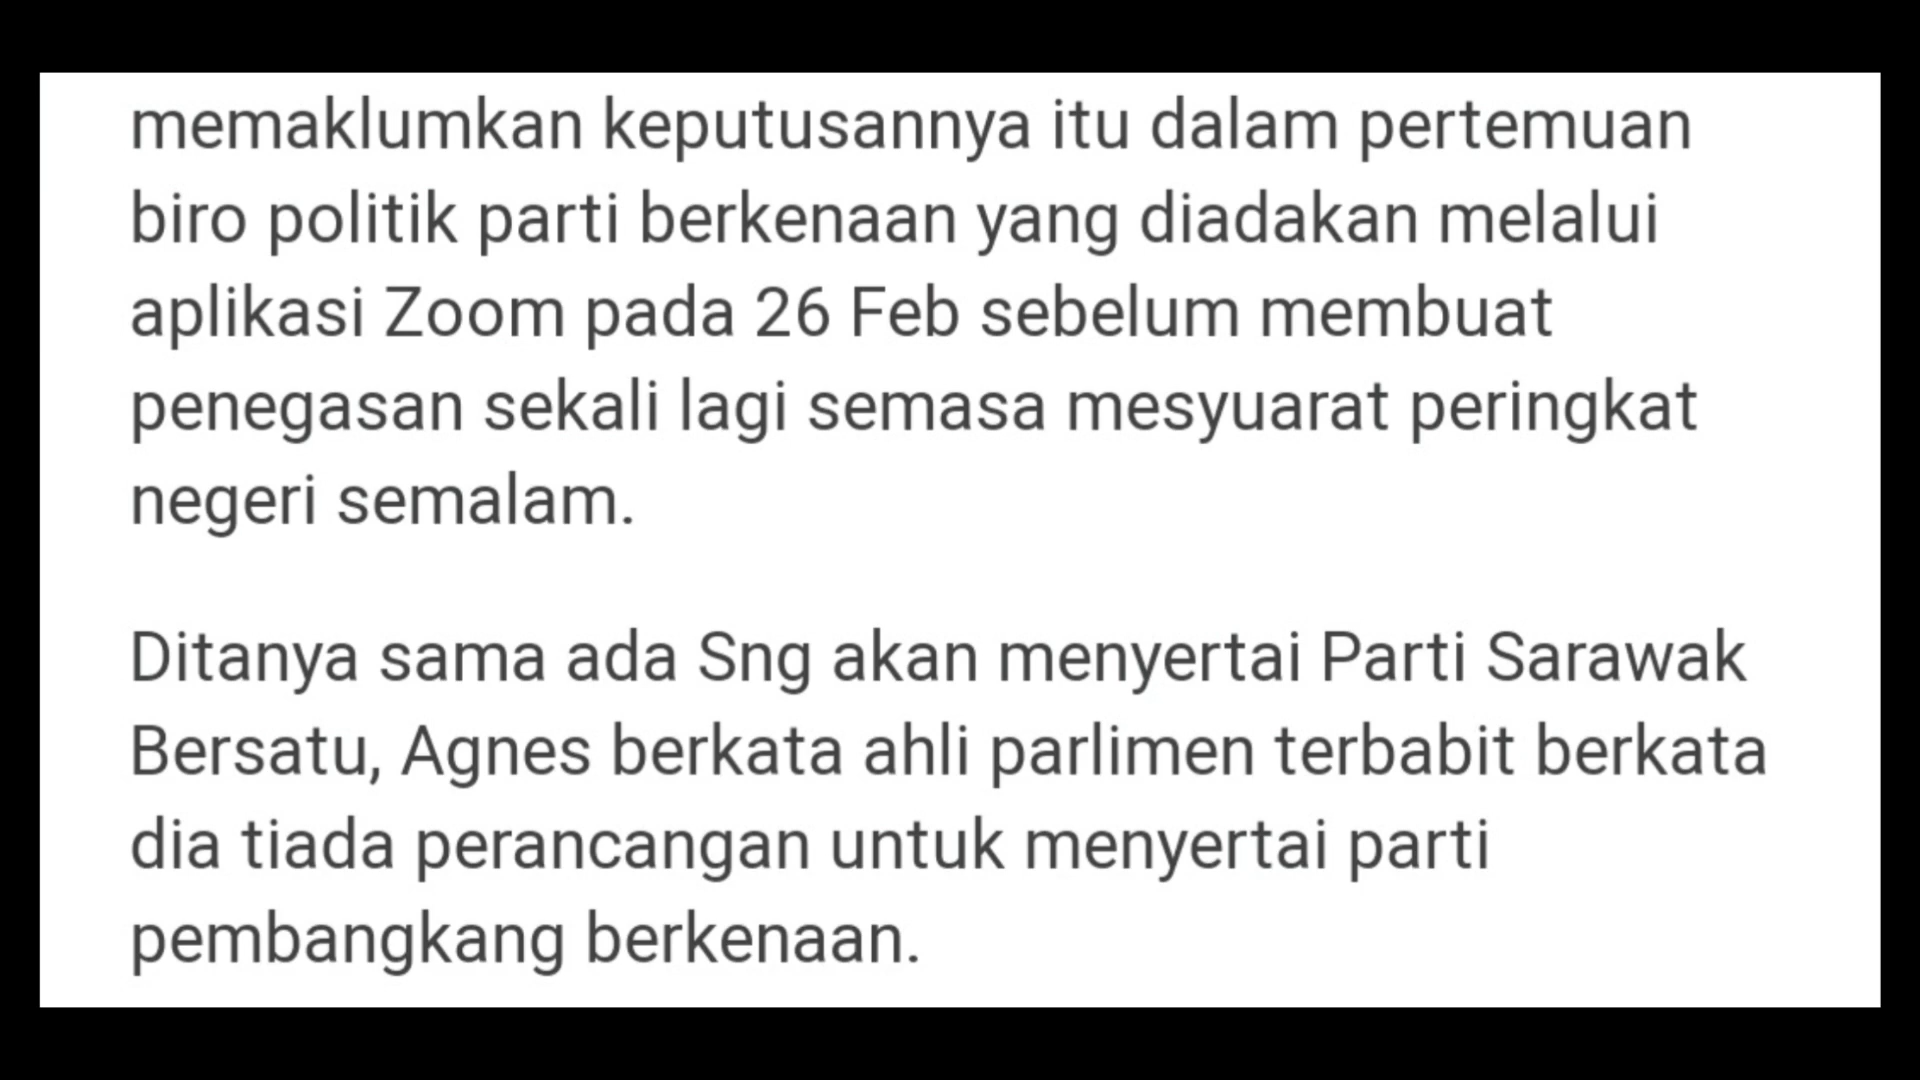 memaklumkan keputusannya itu dalam pertemuan
biro politik parti berkenaan yang diadakan melalui
aplikasi Zoom pada 26 Feb sebelum membuat
penegasan sekali lagi semasa mesyuarat peringkat
negeri semalam.
Ditanya sama ada Sng akan menyertai Parti Sarawak
Bersatu, Agnes berkata ahli parlimen terbabit berkata
dia tiada perancangan untuk menyertai parti
pembangkang berkenaan.